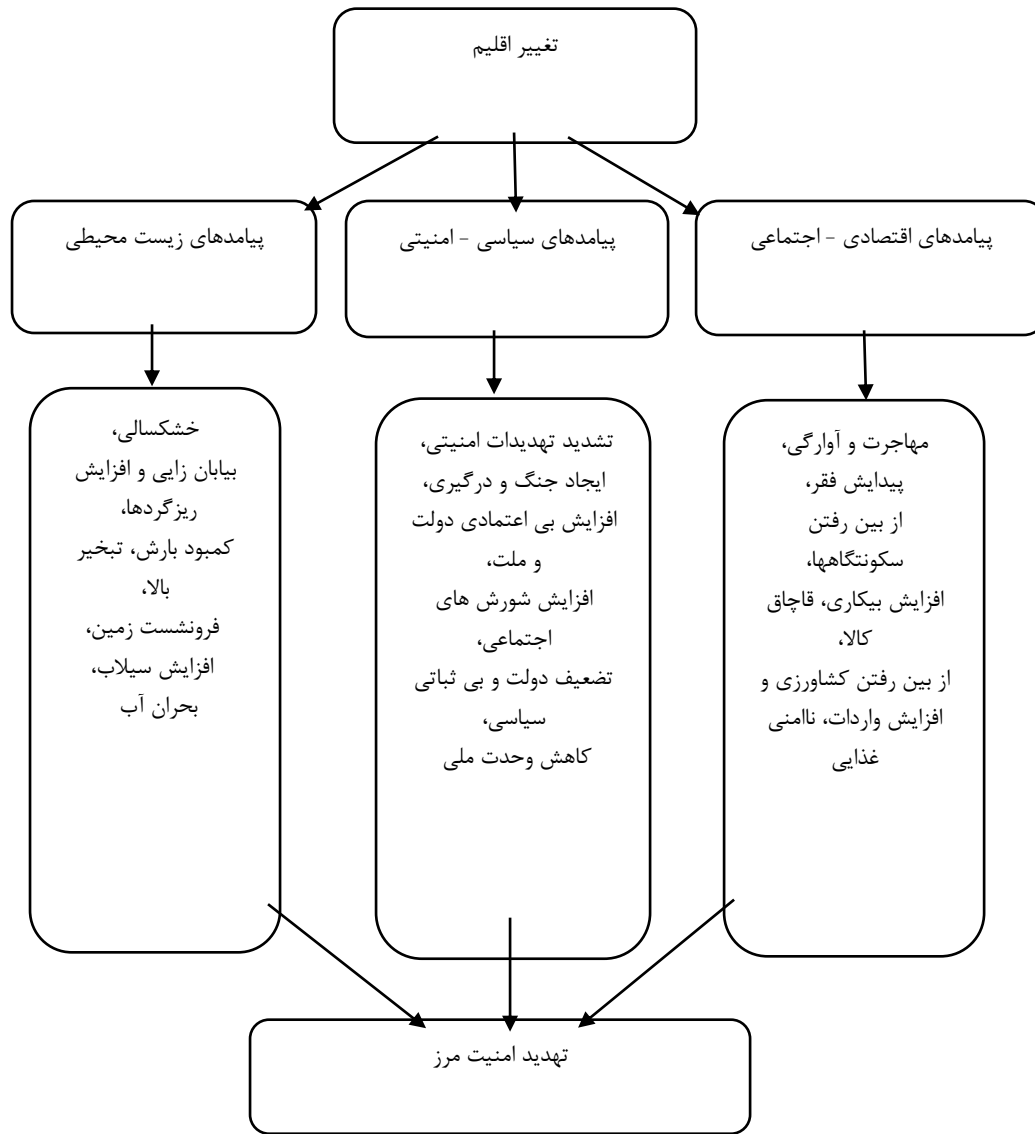 تغییر اقلیم
پیامدهای اقتصادی - اجتماعی
پیامدهای سیاسی - امنیتی
پیامدهای زیست محیطی
مهاجرت و آوارگی،
پیدایش فقر،
از بین رفتن
سکونتگاهها،
افزایش بیکاری، قاچاق
کالا،
از بین رفتن کشاورزی و
افزایش واردات، ناامنی
غذایی
تشدید تهدیدات امنیتی،
ایجاد جنگ و درگیری،
افزایش بی اعتمادی دولت
و ملت،
افزایش شورش های
اجتماعی،
تضعیف دولت و بی ثباتی
سیاسی،
کاهش وحدت ملی
خشکسالی،
بیابان زایی و افزایش
ریزگردها،
کمبود بارش، تبخیر
بالا،
فرونشست زمین،
افزایش سیلاب،
بحران آب
تهدید امنیت مرز